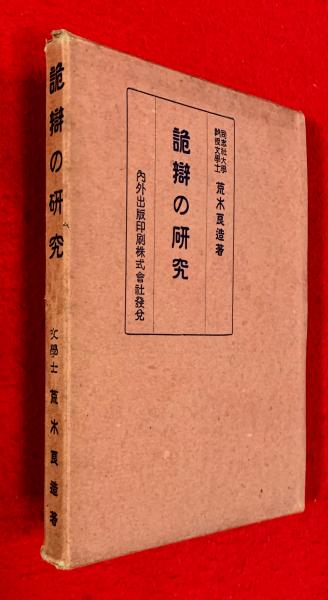 同志社大學
教授文學士
荒木良造著
詭辯の研究
內外出版印刷株式會社發兌
詭辯の研究
文學士 荒木良造著